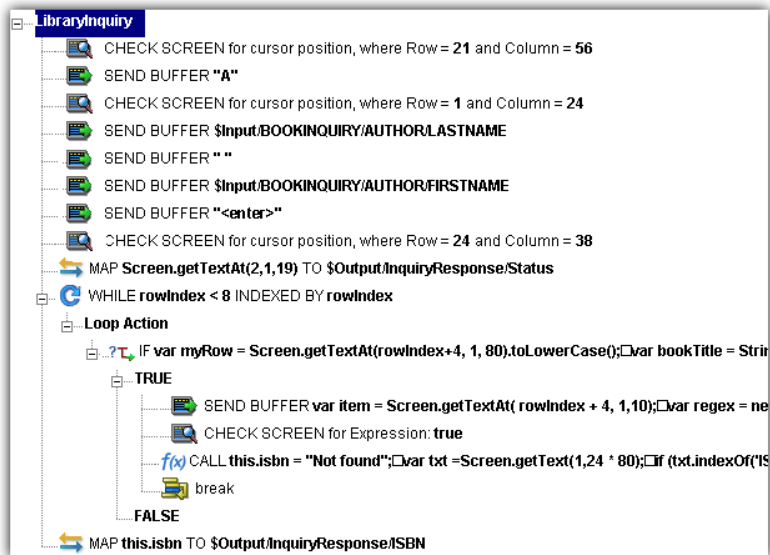 LibraryInquiry
CHECK SCREEN for cursor position, where Row = 21 and Column = 56
SEND BUFFER "A"
CHECK SCREEN for cursor position, where Row = 1 and Column = 24
SEND BUFFER $Input/BOOKINQUIRY/AUTHOR/LASTNAME
SEND BUFFER " "
SEND BUFFER $Input/BOOKINQUIRY/AUTHOR/FIRSTNAME
SEND BUFFER "<enter>"
CHECK SCREEN for cursor position, where Row = 24 and Column = 38
MAP Screen.getTextAt(2,1,19) TO $Output/InquiryResponse/Status
WHILE rowIndex < 8 INDEXED BY rowIndex
Loop Action
?T IF var myRow = Screen.getTextAt(rowIndex+4, 1, 80).toLowerCase();□var bookTitle = Strin
TRUE
SEND BUFFER var item = Screen.getTextAt( rowIndex + 4, 1,10);□var regex = ne
CHECK SCREEN for Expression: true
f(x) CALL this.isbn = "Not found";□var txt =Screen.getText(1,24 * 80);□if (txt.indexOf('IS
break
FALSE
MAP this.isbn TO $Output/InquiryResponse/ISBN